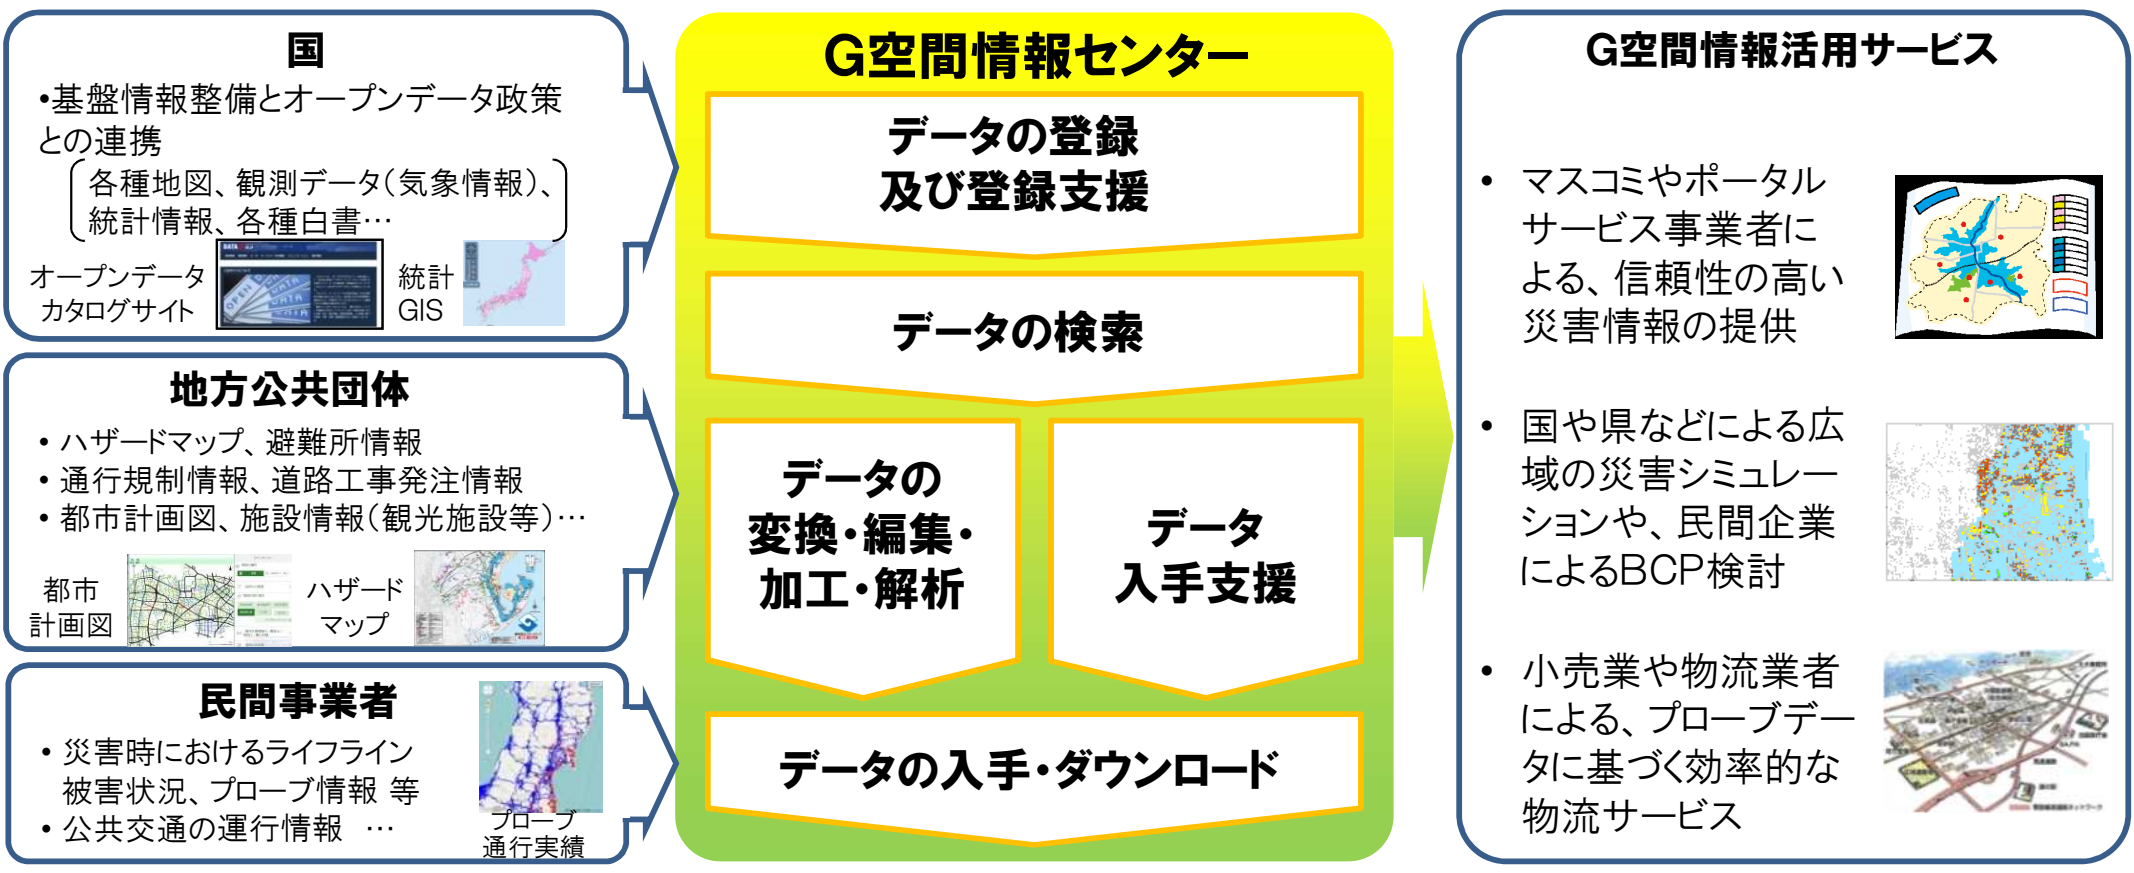 国
•基盤情報整備とオープンデータ政策
との連携
各種地図、観測データ(気象情報)、
統計情報、各種白書…
オープンデータ
カタログサイト
統計
GIS
地方公共団体
• ハザードマップ、避難所情報
• 通行規制情報、道路工事発注情報
• 都市計画図、施設情報(観光施設等)…
都市
計画図
ハザード
マップ
民間事業者
• 災害時におけるライフライン
被害状況、プローブ情報 等
• 公共交通の運行情報 …
プローブ
通行実績
G空間情報センター
データの登録
及び登録支援
データの検索
データの
変換・編集・
加工・解析
データ
入手支援
データの入手・ダウンロード
G空間情報活用サービス
• マスコミやポータル
サービス事業者に
よる、信頼性の高い
災害情報の提供
• 国や県などによる広
域の災害シミュレー
ションや、民間企業
によるBCP検討
• 小売業や物流業者
による、プローブデー
タに基づく効率的な
物流サービス